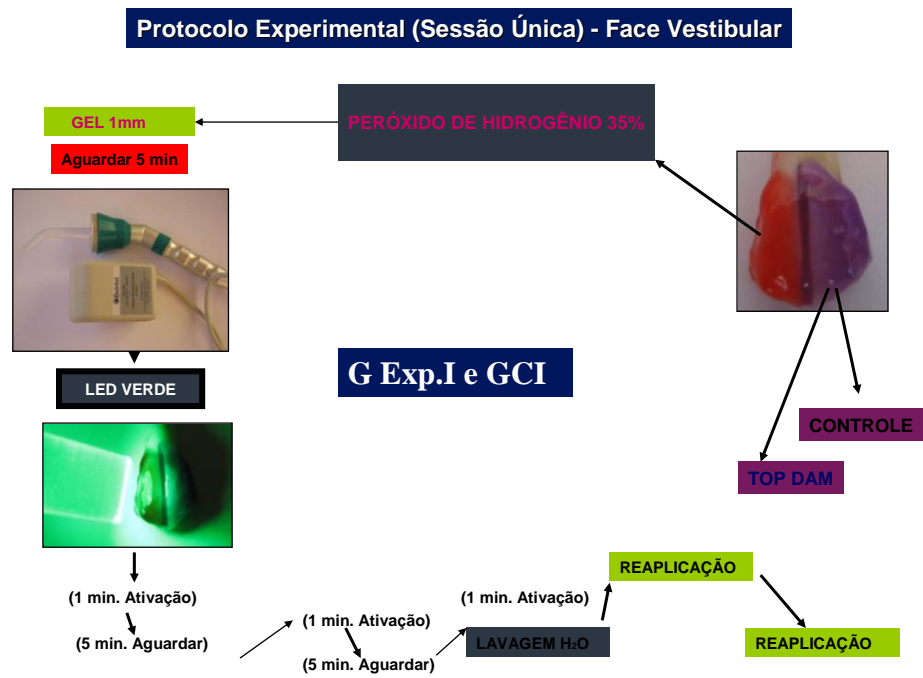 Protocolo Experimental (Sessão Única) - Face Vestibular
PERÓXIDO DE HIDROGÊNIO 35%
GEL 1mm
Aguardar 5 min
LED VERDE
G Exp.I e GCI
CONTROLE
TOP DAM
(1 min. Ativação)
(5 min. Aguardar)
(1 min. Ativação)
(5 min. Aguardar)
(1 min. Ativação)
LAVAGEM H₂O
REAPLICAÇÃO
REAPLICAÇÃO